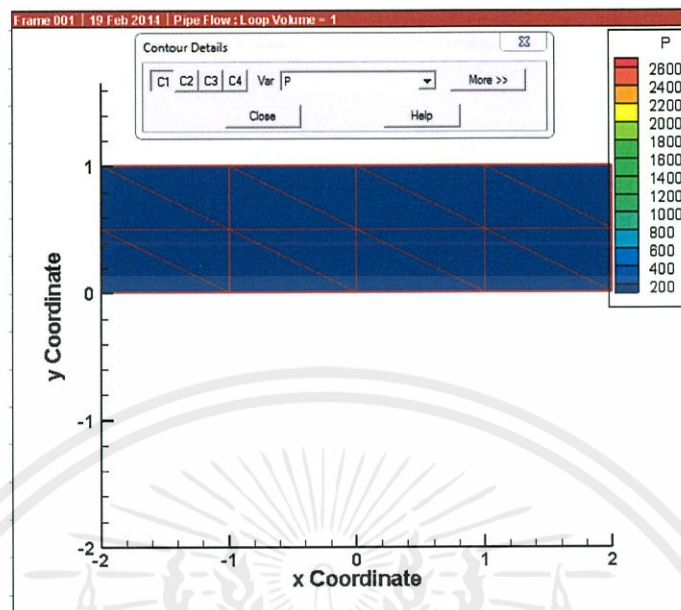 Frame 001 | 19 Feb 2014 | Pipe Flow : Loop Volume = 1
Contour Details
C1 C2 C3 C4 Var P More >>
Close Help
P
2600
2400
2200
2000
1800
1600
1400
1200
1000
800
600
400
200
1
0
-1
-2
y Coordinate
-2 -1 0 1 2
x Coordinate